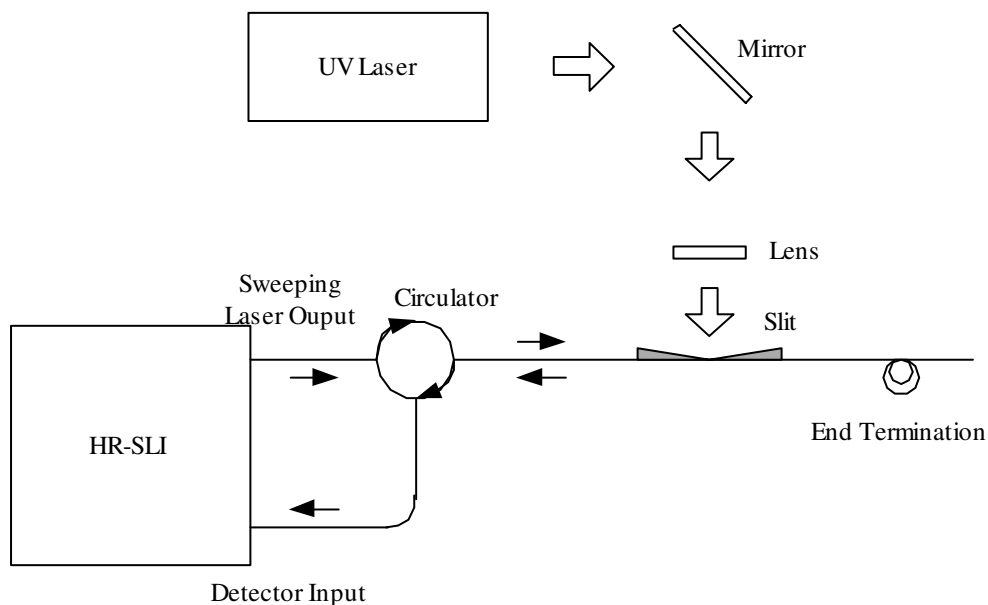 UV Laser
Mirror
Lens
Sweeping
Laser Ouput
Circulator
Slit
HR-SLI
End Termination
Detector Input